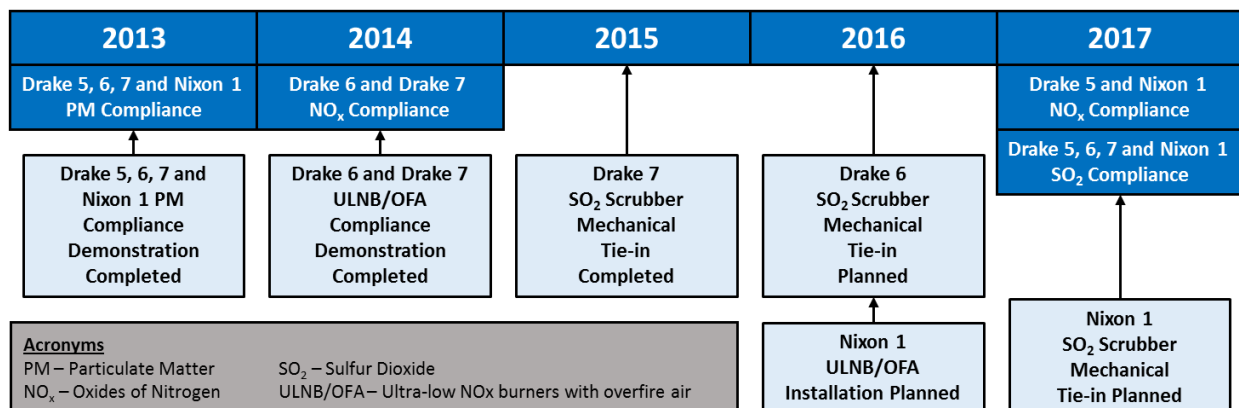 2013
2014
2015
2016
2017
Drake 5, 6, 7 and Nixon 1
PM Compliance
Drake 6 and Drake 7
NOₓ Compliance
Drake 5 and Nixon 1
NOₓ Compliance
Drake 5, 6, 7 and Nixon 1
SO₂ Compliance
Drake 5, 6, 7 and
Nixon 1 PM
Compliance
Demonstration
Completed
Drake 6 and Drake 7
ULNB/OFA
Compliance
Demonstration
Completed
Drake 7
SO₂ Scrubber
Mechanical
Tie-in
Completed
Drake 6
SO₂ Scrubber
Mechanical
Tie-in
Planned
Nixon 1
ULNB/OFA
Installation Planned
Nixon 1
SO₂ Scrubber
Mechanical
Tie-in Planned
Acronyms
PM – Particulate Matter
SO₂ – Sulfur Dioxide
NOₓ – Oxides of Nitrogen
ULNB/OFA – Ultra-low NOx burners with overfire air